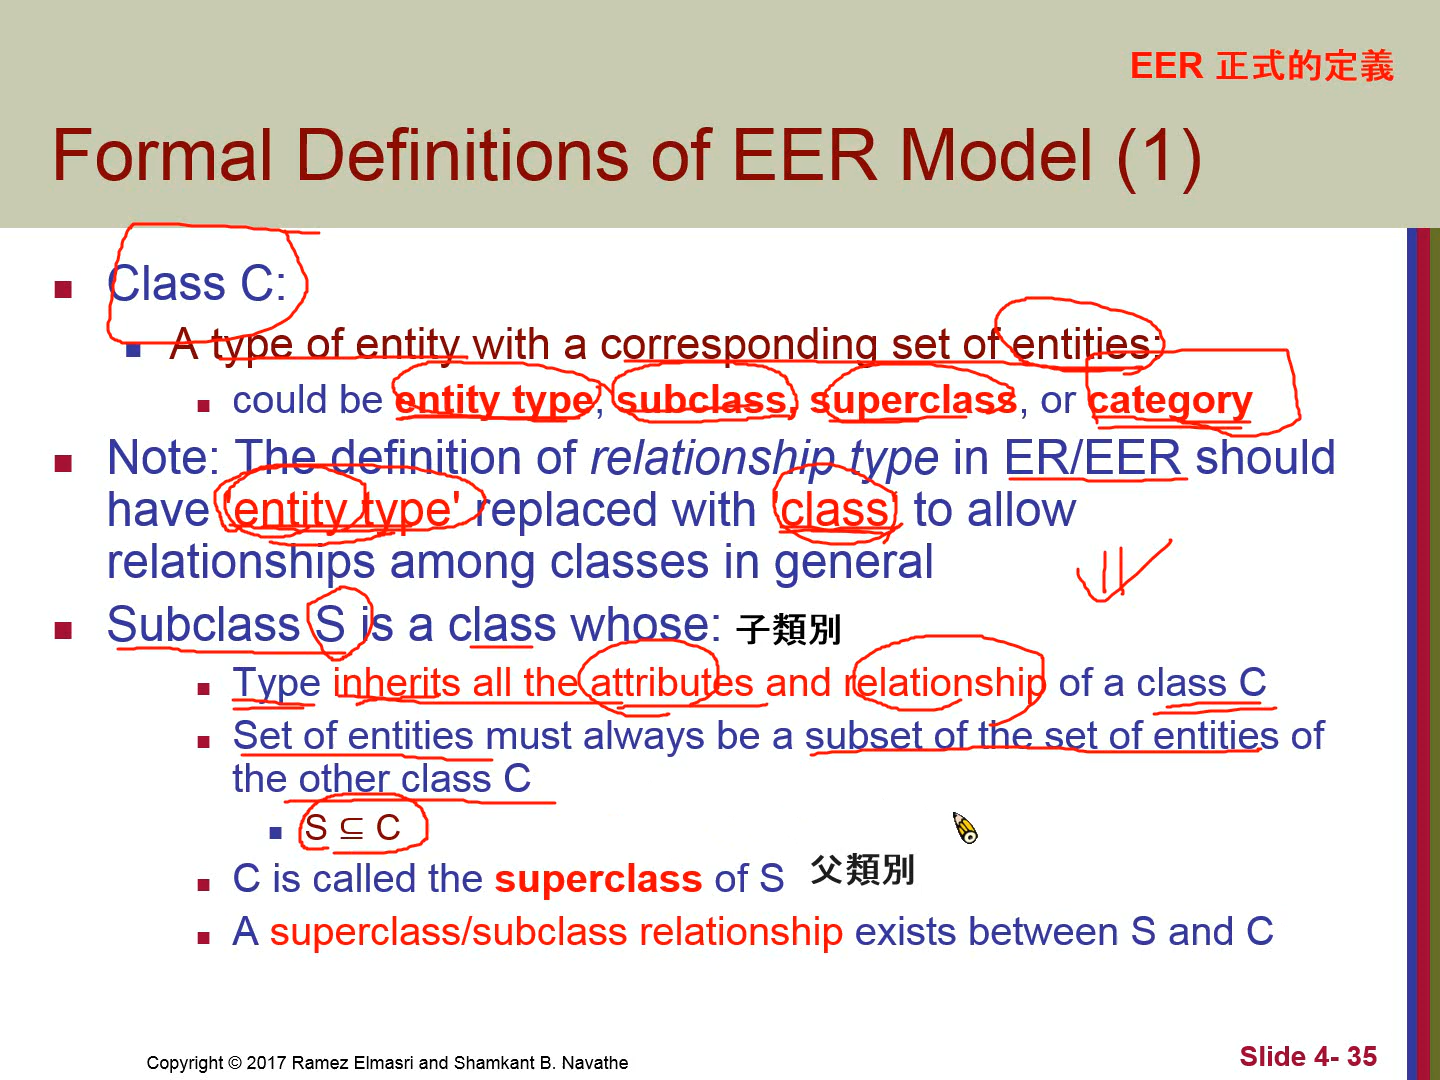 EER 正式的定義
Formal Definitions of EER Model (1)
Class C:
A type of entity with a corresponding set of entities:
could be entity type, subclass, superclass, or category
Note: The definition of relationship type in ER/EER should
have 'entity type' replaced with 'class' to allow
relationships among classes in general
Subclass S is a class whose: 子類別
Type inherits all the attributes and relationship of a class C
Set of entities must always be a subset of the set of entities of
the other class C
S ⊆ C
C is called the superclass of S 父類別
A superclass/subclass relationship exists between S and C
Copyright © 2017 Ramez Elmasri and Shamkant B. Navathe
Slide 4- 35